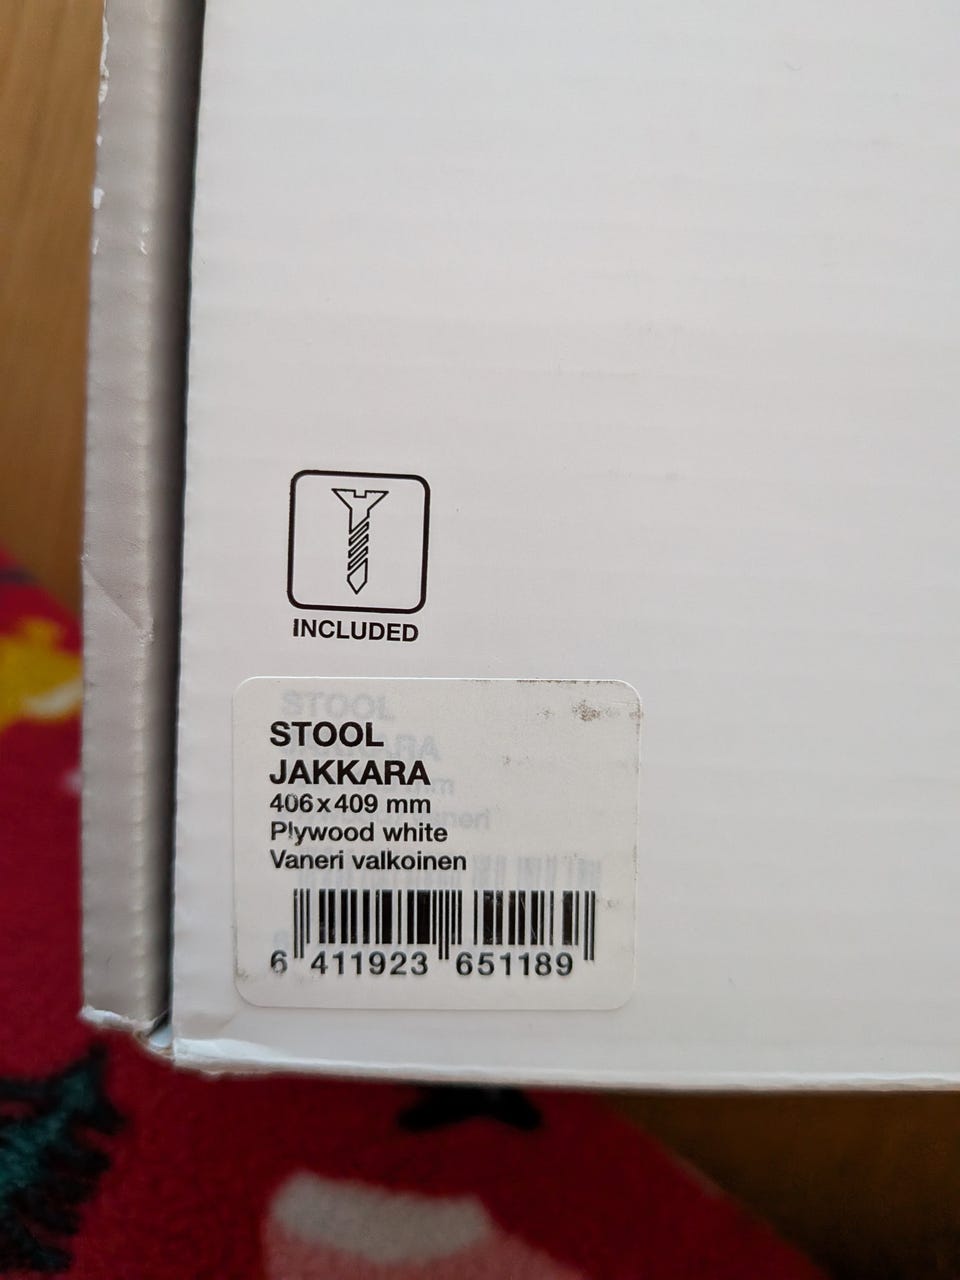 INCLUDED
STOOL
JAKKARA
406x409 mm
Plywood white
Vaneri valkoinen
6 411923 651189